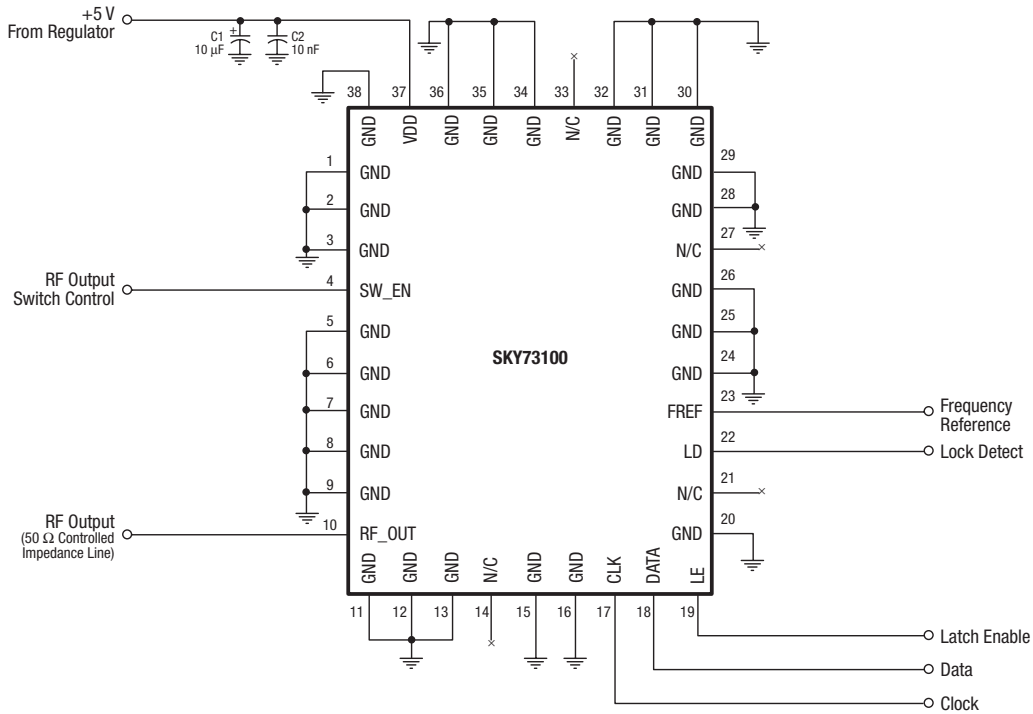 +5 V
From Regulator
C1
10 μF
+
C2
10 nF
38
37
36
35
34
33
32
31
30
GND
VDD
GND
GND
GND
N/C
GND
GND
GND
1
GND
2
GND
3
GND
RF Output
Switch Control
4
SW_EN
5
GND
6
GND
7
GND
8
GND
9
GND
RF Output
(50 Ω Controlled
Impedance Line)
10
RF_OUT
SKY73100
29
GND
28
GND
27
N/C
26
GND
25
GND
24
GND
23
FREF
Frequency
Reference
22
LD
Lock Detect
21
N/C
20
GND
GND
GND
GND
N/C
GND
GND
CLK
DATA
LE
11
12
13
14
15
16
17
18
19
Latch Enable
Data
Clock